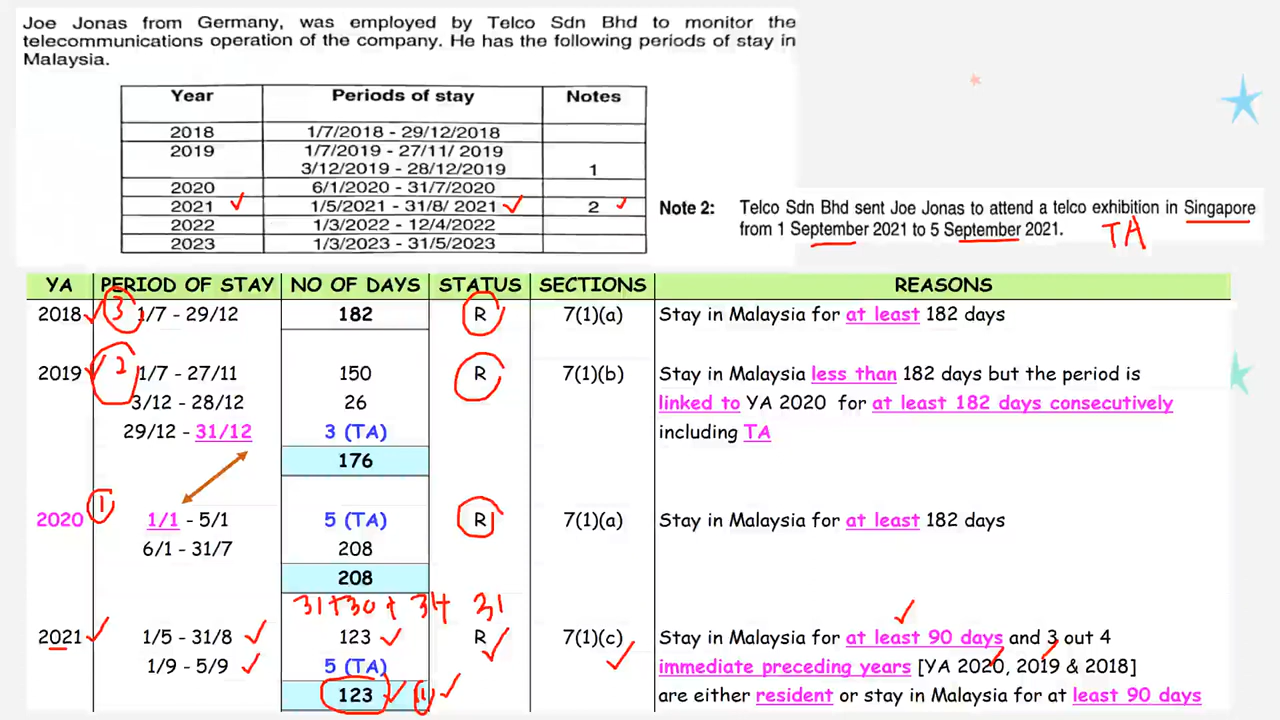 Joe Jonas from Germany, was employed by Telco Sdn Bhd to monitor the
telecommunications operation of the company. He has the following periods of stay in
Malaysia.
Year Periods of stay Notes
2018 1/7/2018 - 29/12/2018
2019 1/7/2019 - 27/11/ 2019
3/12/2019 - 28/12/2019 1
2020 6/1/2020 - 31/7/2020
2021 1/5/2021 - 31/8/ 2021 2
2022 1/3/2022 - 12/4/2022
2023 1/3/2023 - 31/5/2023
Note 2: Telco Sdn Bhd sent Joe Jonas to attend a telco exhibition in Singapore
from 1 September 2021 to 5 September 2021.
TA
YA PERIOD OF STAY NO OF DAYS STATUS SECTIONS REASONS
2018 3 1/7 - 29/12 182 R 7(1)(a) Stay in Malaysia for at least 182 days
2019 2 1/7 - 27/11 150 R 7(1)(b) Stay in Malaysia less than 182 days but the period is
3/12 - 28/12 26 linked to YA 2020 for at least 182 days consecutively
29/12 - 31/12 3 (TA) including TA
176
1
2020 1/1 - 5/1 5 (TA) R 7(1)(a) Stay in Malaysia for at least 182 days
6/1 - 31/7 208
208
31+30+ 31 31
2021 1/5 - 31/8 123 R 7(1)(c) Stay in Malaysia for at least 90 days and 3 out 4
1/9 - 5/9 5 (TA) immediate preceding years [YA 2020, 2019 & 2018]
123 are either resident or stay in Malaysia for at least 90 days